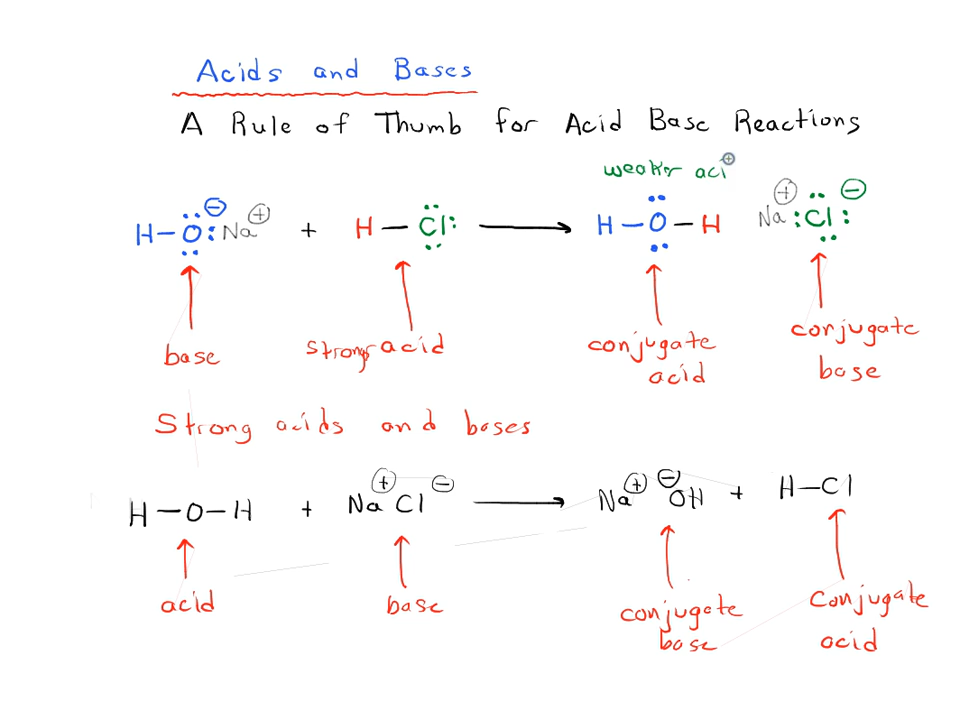 Acids and Bases
A Rule of Thumb for Acid Base Reactions
weaker aci
H–O:⊖ Na⊕ + H–Cl: → H–O–H Na⊕ :Cl:⊖
base
strong acid
conjugate acid
conjugate base
Strong acids and bases
H–O–H + Na⊕ Cl⊖ → Na⊕ ⊖OH + H–Cl
acid
base
conjugate base
conjugate acid